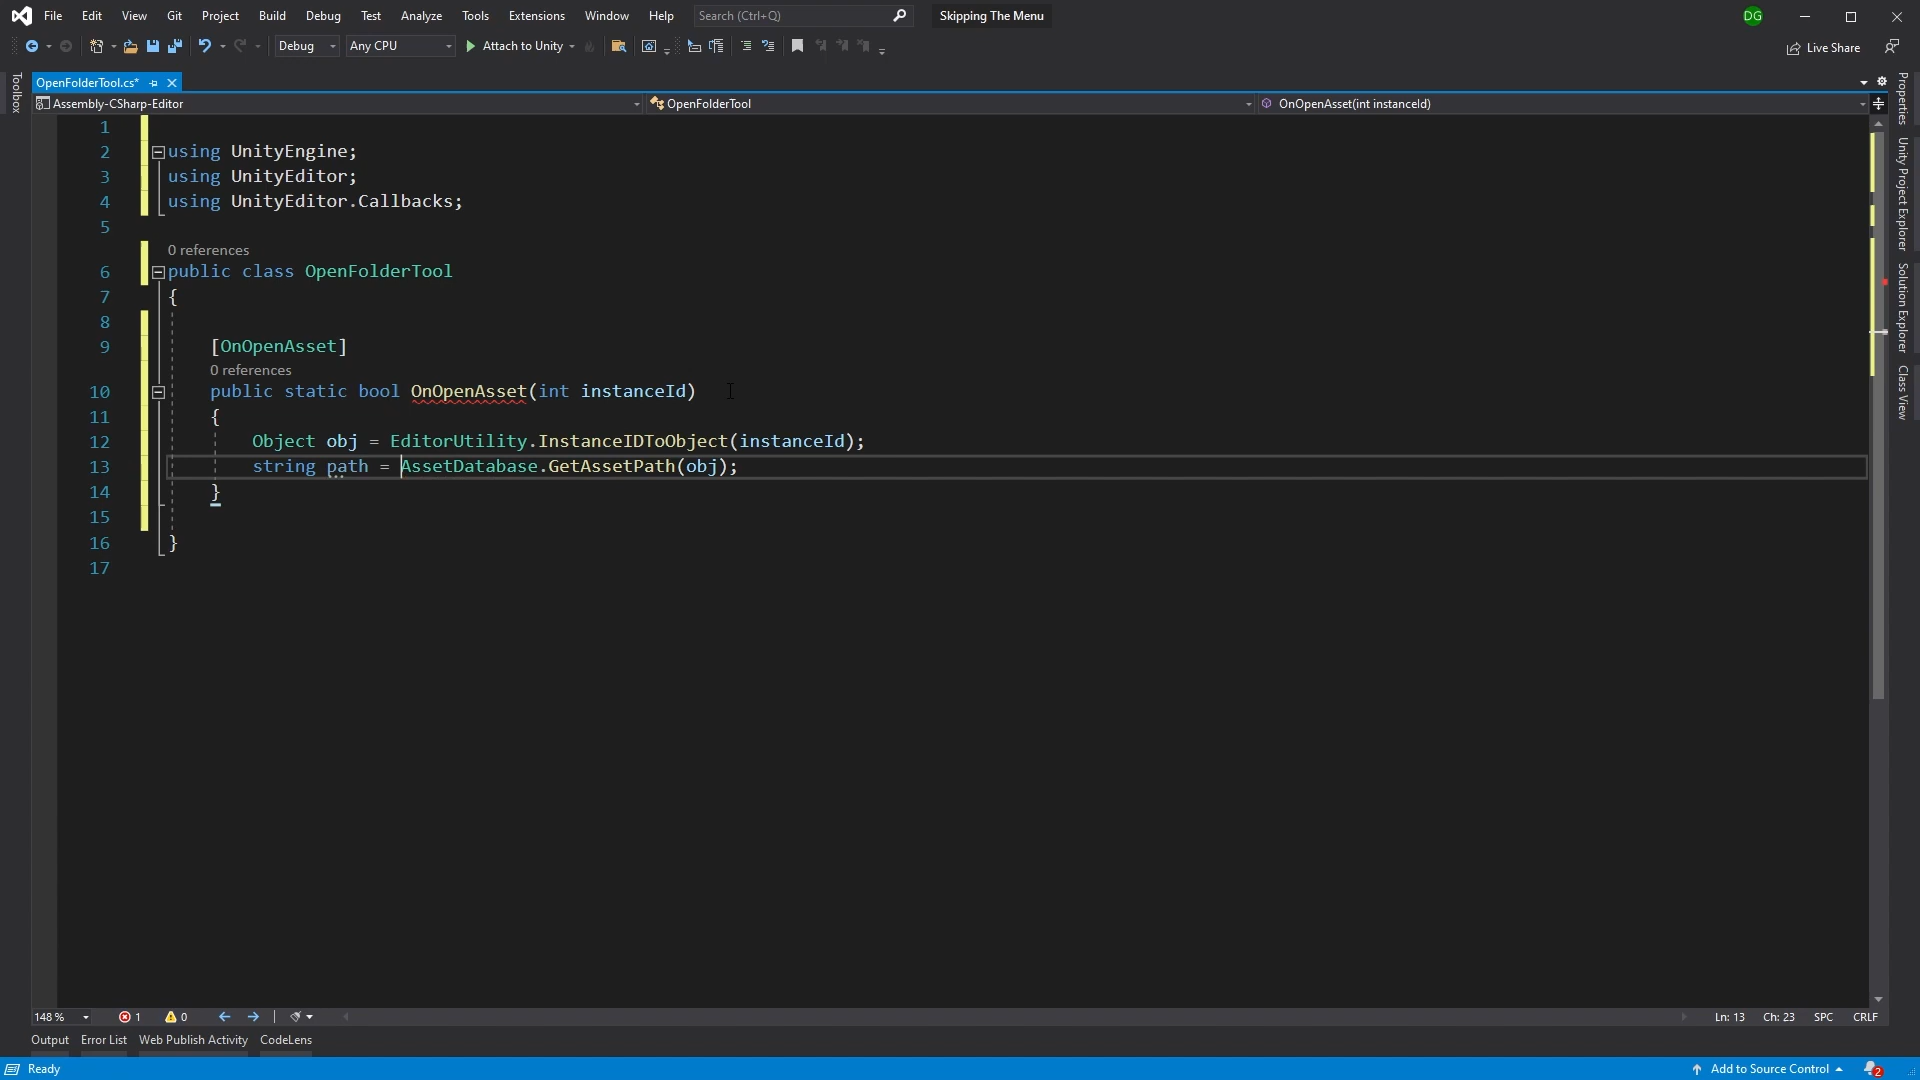 File Edit View Git Project Build Debug Test Analyze Tools Extensions Window Help Search (Ctrl+Q) Skipping The Menu DG
Debug Any CPU Attach to Unity Live Share
OpenFolderTool.cs*
Assembly-CSharp-Editor OpenFolderTool OnOpenAsset(int instanceId)
Toolbox
Properties
Unity Project Explorer
Solution Explorer
Class View
1
2 using UnityEngine;
3 using UnityEditor;
4 using UnityEditor.Callbacks;
5
0 references
6 public class OpenFolderTool
7 {
8
9 [OnOpenAsset]
0 references
10 public static bool OnOpenAsset(int instanceId)
11 {
12 Object obj = EditorUtility.InstanceIDToObject(instanceId);
13 string path = AssetDatabase.GetAssetPath(obj);
14 }
15
16 }
17
148 % 1 0 Ln: 13 Ch: 23 SPC CRLF
Output Error List Web Publish Activity CodeLens
Ready Add to Source Control 2